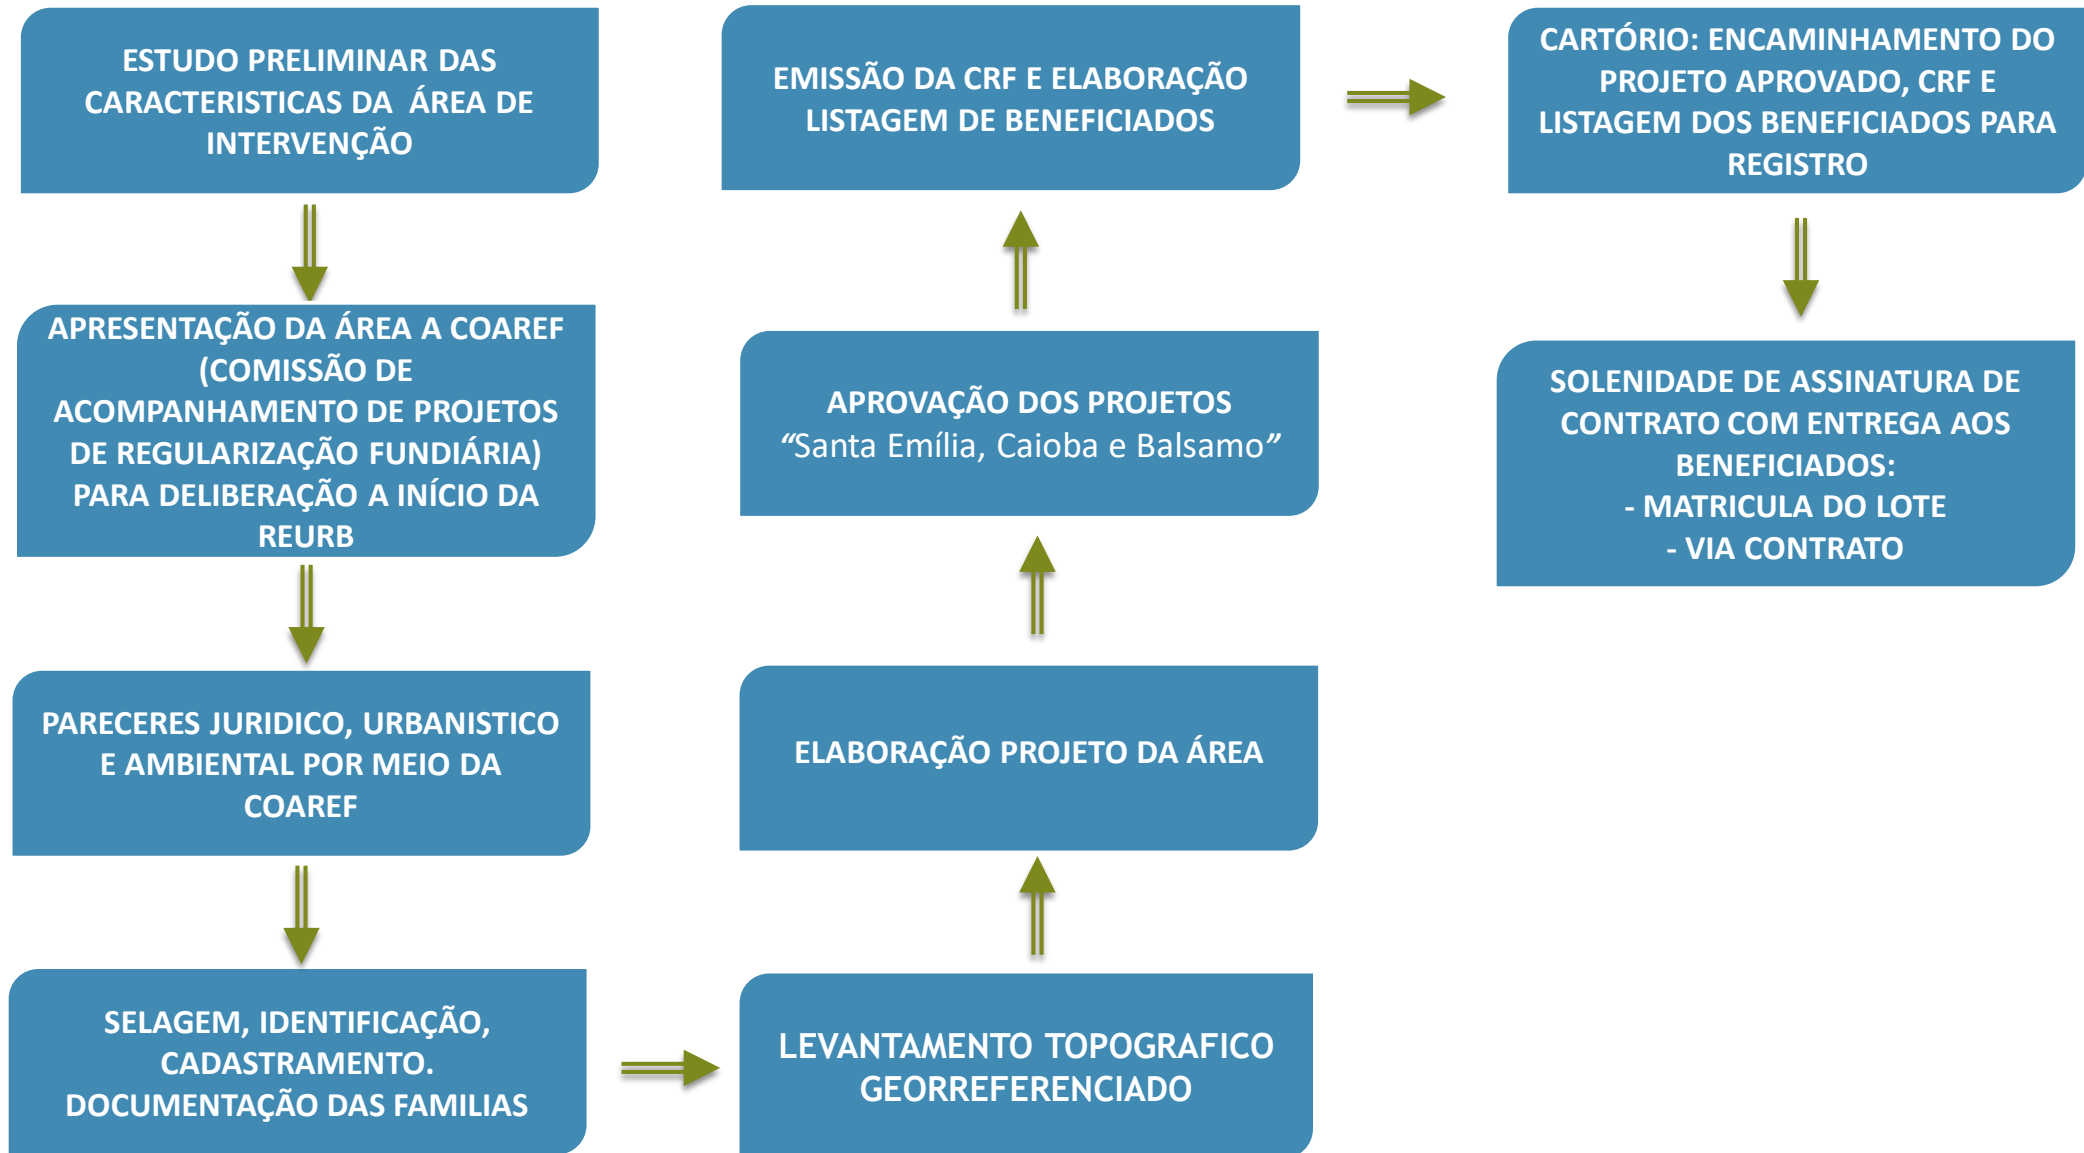 ESTUDO PRELIMINAR DAS
CARACTERISTICAS DA ÁREA DE
INTERVENÇÃO
APRESENTAÇÃO DA ÁREA A COAREF
(COMISSÃO DE
ACOMPANHAMENTO DE PROJETOS
DE REGULARIZAÇÃO FUNDIÁRIA)
PARA DELIBERAÇÃO A INÍCIO DA
REURB
PARECERES JURIDICO, URBANISTICO
E AMBIENTAL POR MEIO DA
COAREF
SELAGEM, IDENTIFICAÇÃO,
CADASTRAMENTO.
DOCUMENTAÇÃO DAS FAMILIAS
LEVANTAMENTO TOPOGRAFICO
GEORREFERENCIADO
ELABORAÇÃO PROJETO DA ÁREA
APROVAÇÃO DOS PROJETOS
“Santa Emília, Caioba e Balsamo”
EMISSÃO DA CRF E ELABORAÇÃO
LISTAGEM DE BENEFICIADOS
CARTÓRIO: ENCAMINHAMENTO DO
PROJETO APROVADO, CRF E
LISTAGEM DOS BENEFICIADOS PARA
REGISTRO
SOLENIDADE DE ASSINATURA DE
CONTRATO COM ENTREGA AOS
BENEFICIADOS:
- MATRICULA DO LOTE
- VIA CONTRATO